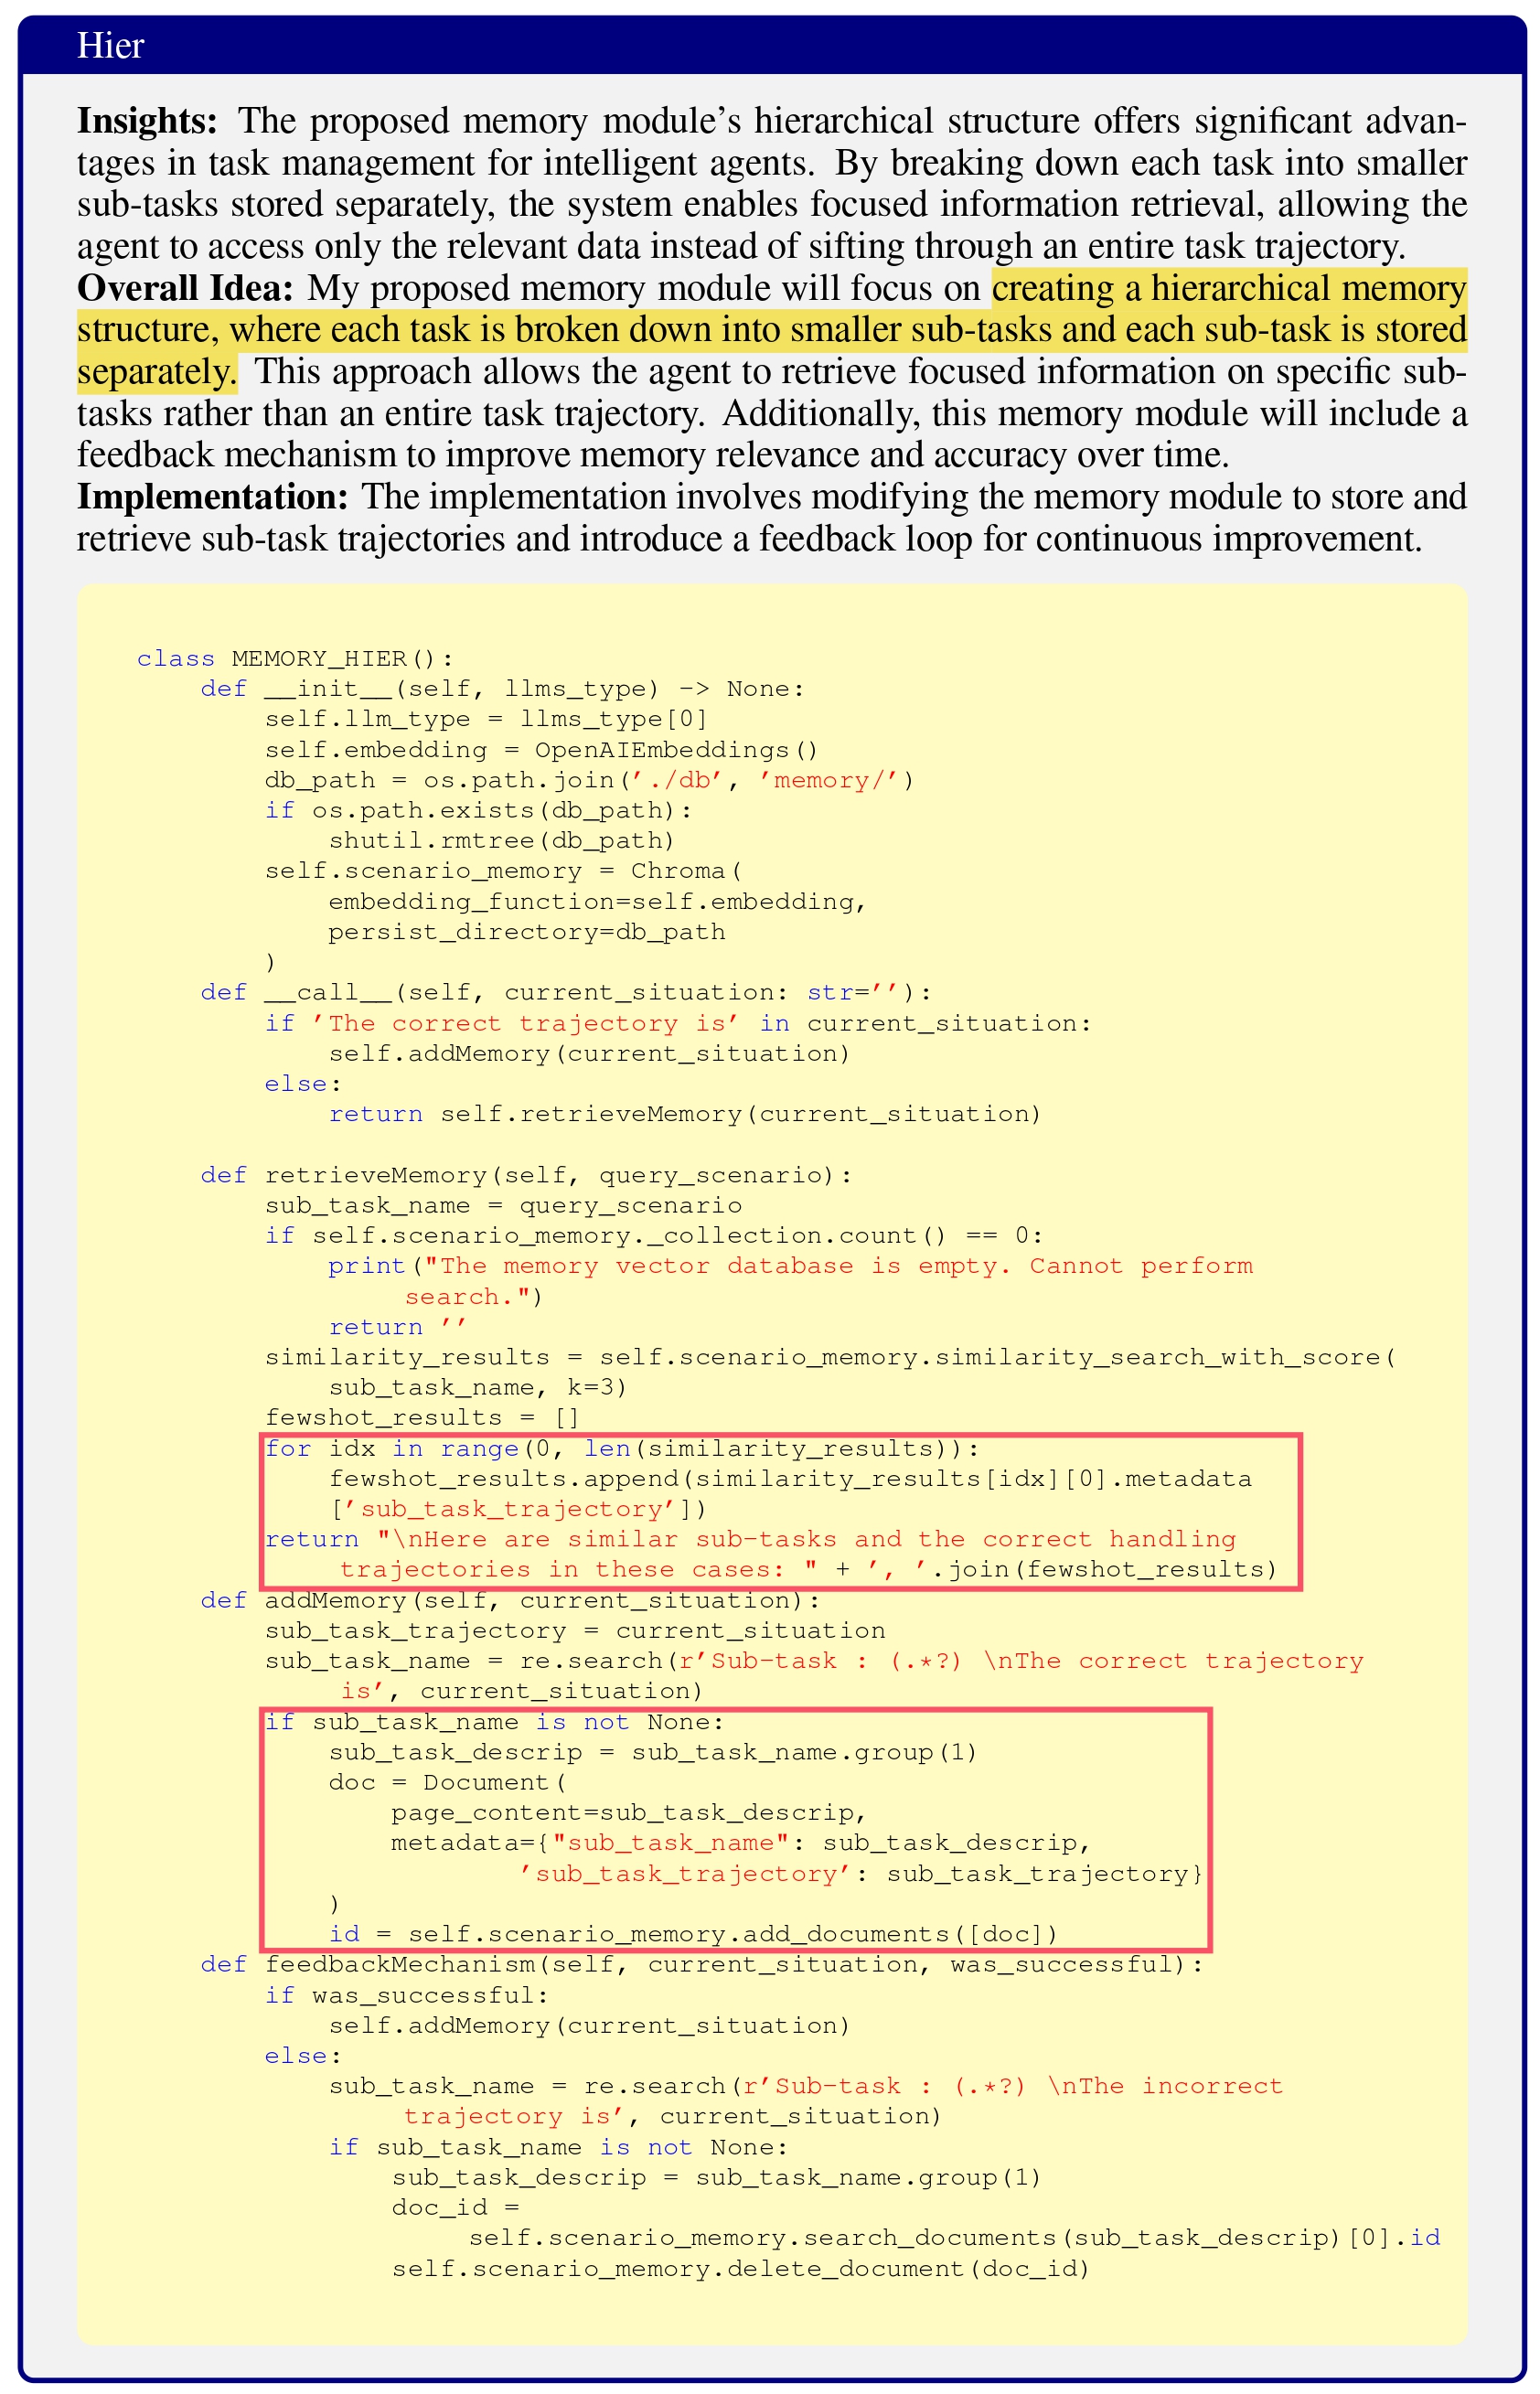 Hier
Insights: The proposed memory module's hierarchical structure offers significant advan-
tages in task management for intelligent agents. By breaking down each task into smaller
sub-tasks stored separately, the system enables focused information retrieval, allowing the
agent to access only the relevant data instead of sifting through an entire task trajectory.
Overall Idea: My proposed memory module will focus on creating a hierarchical memory
structure, where each task is broken down into smaller sub-tasks and each sub-task is stored
separately. This approach allows the agent to retrieve focused information on specific sub-
tasks rather than an entire task trajectory. Additionally, this memory module will include a
feedback mechanism to improve memory relevance and accuracy over time.
Implementation: The implementation involves modifying the memory module to store and
retrieve sub-task trajectories and introduce a feedback loop for continuous improvement.
class MEMORY_HIER():
    def __init__(self, llms_type) -> None:
        self.llm_type = llms_type[0]
        self.embedding = OpenAIEmbeddings()
        db_path = os.path.join('./db', 'memory/')
        if os.path.exists(db_path):
            shutil.rmtree(db_path)
        self.scenario_memory = Chroma(
            embedding_function=self.embedding,
            persist_directory=db_path
        )
    def __call__(self, current_situation: str=''):
        if 'The correct trajectory is' in current_situation:
            self.addMemory(current_situation)
        else:
            return self.retrieveMemory(current_situation)
    def retrieveMemory(self, query_scenario):
        sub_task_name = query_scenario
        if self.scenario_memory._collection.count() == 0:
            print("The memory vector database is empty. Cannot perform
                search.")
            return ''
        similarity_results = self.scenario_memory.similarity_search_with_score(
            sub_task_name, k=3)
        fewshot_results = []
        for idx in range(0, len(similarity_results)):
            fewshot_results.append(similarity_results[idx][0].metadata
            ['sub_task_trajectory'])
        return "\nHere are similar sub-tasks and the correct handling
            trajectories in these cases: " + ', '.join(fewshot_results)
    def addMemory(self, current_situation):
        sub_task_trajectory = current_situation
        sub_task_name = re.search(r'Sub-task : (.*?) \nThe correct trajectory
            is', current_situation)
        if sub_task_name is not None:
            sub_task_descrip = sub_task_name.group(1)
            doc = Document(
                page_content=sub_task_descrip,
                metadata={"sub_task_name": sub_task_descrip,
                        'sub_task_trajectory': sub_task_trajectory}
            )
            id = self.scenario_memory.add_documents([doc])
    def feedbackMechanism(self, current_situation, was_successful):
        if was_successful:
            self.addMemory(current_situation)
        else:
            sub_task_name = re.search(r'Sub-task : (.*?) \nThe incorrect
                trajectory is', current_situation)
            if sub_task_name is not None:
                sub_task_descrip = sub_task_name.group(1)
                doc_id =
                    self.scenario_memory.search_documents(sub_task_descrip)[0].id
                self.scenario_memory.delete_document(doc_id)